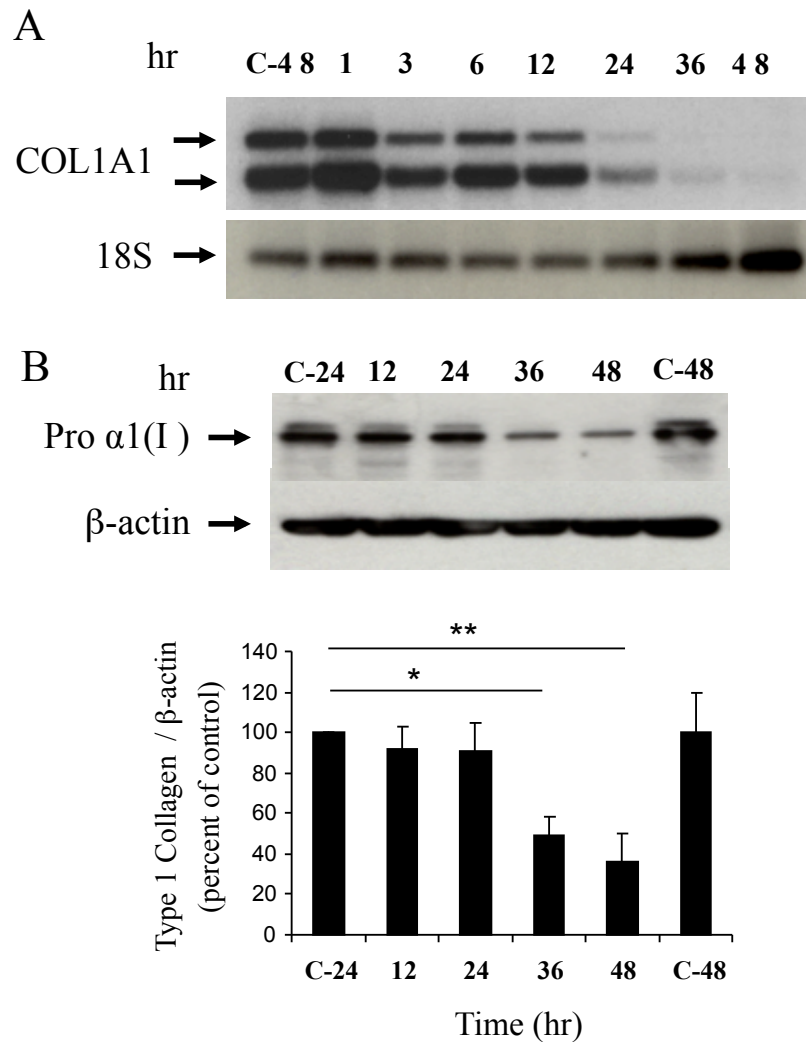 A
hr C-4 8 1 3 6 12 24 36 4 8
COL1A1
18S
B
hr C-24 12 24 36 48 C-48
Pro α1(I )
β-actin
Type 1 Collagen / β-actin
(percent of control)
140
120
100
80
60
40
20
0
**
*
C-24 12 24 36 48 C-48
Time (hr)